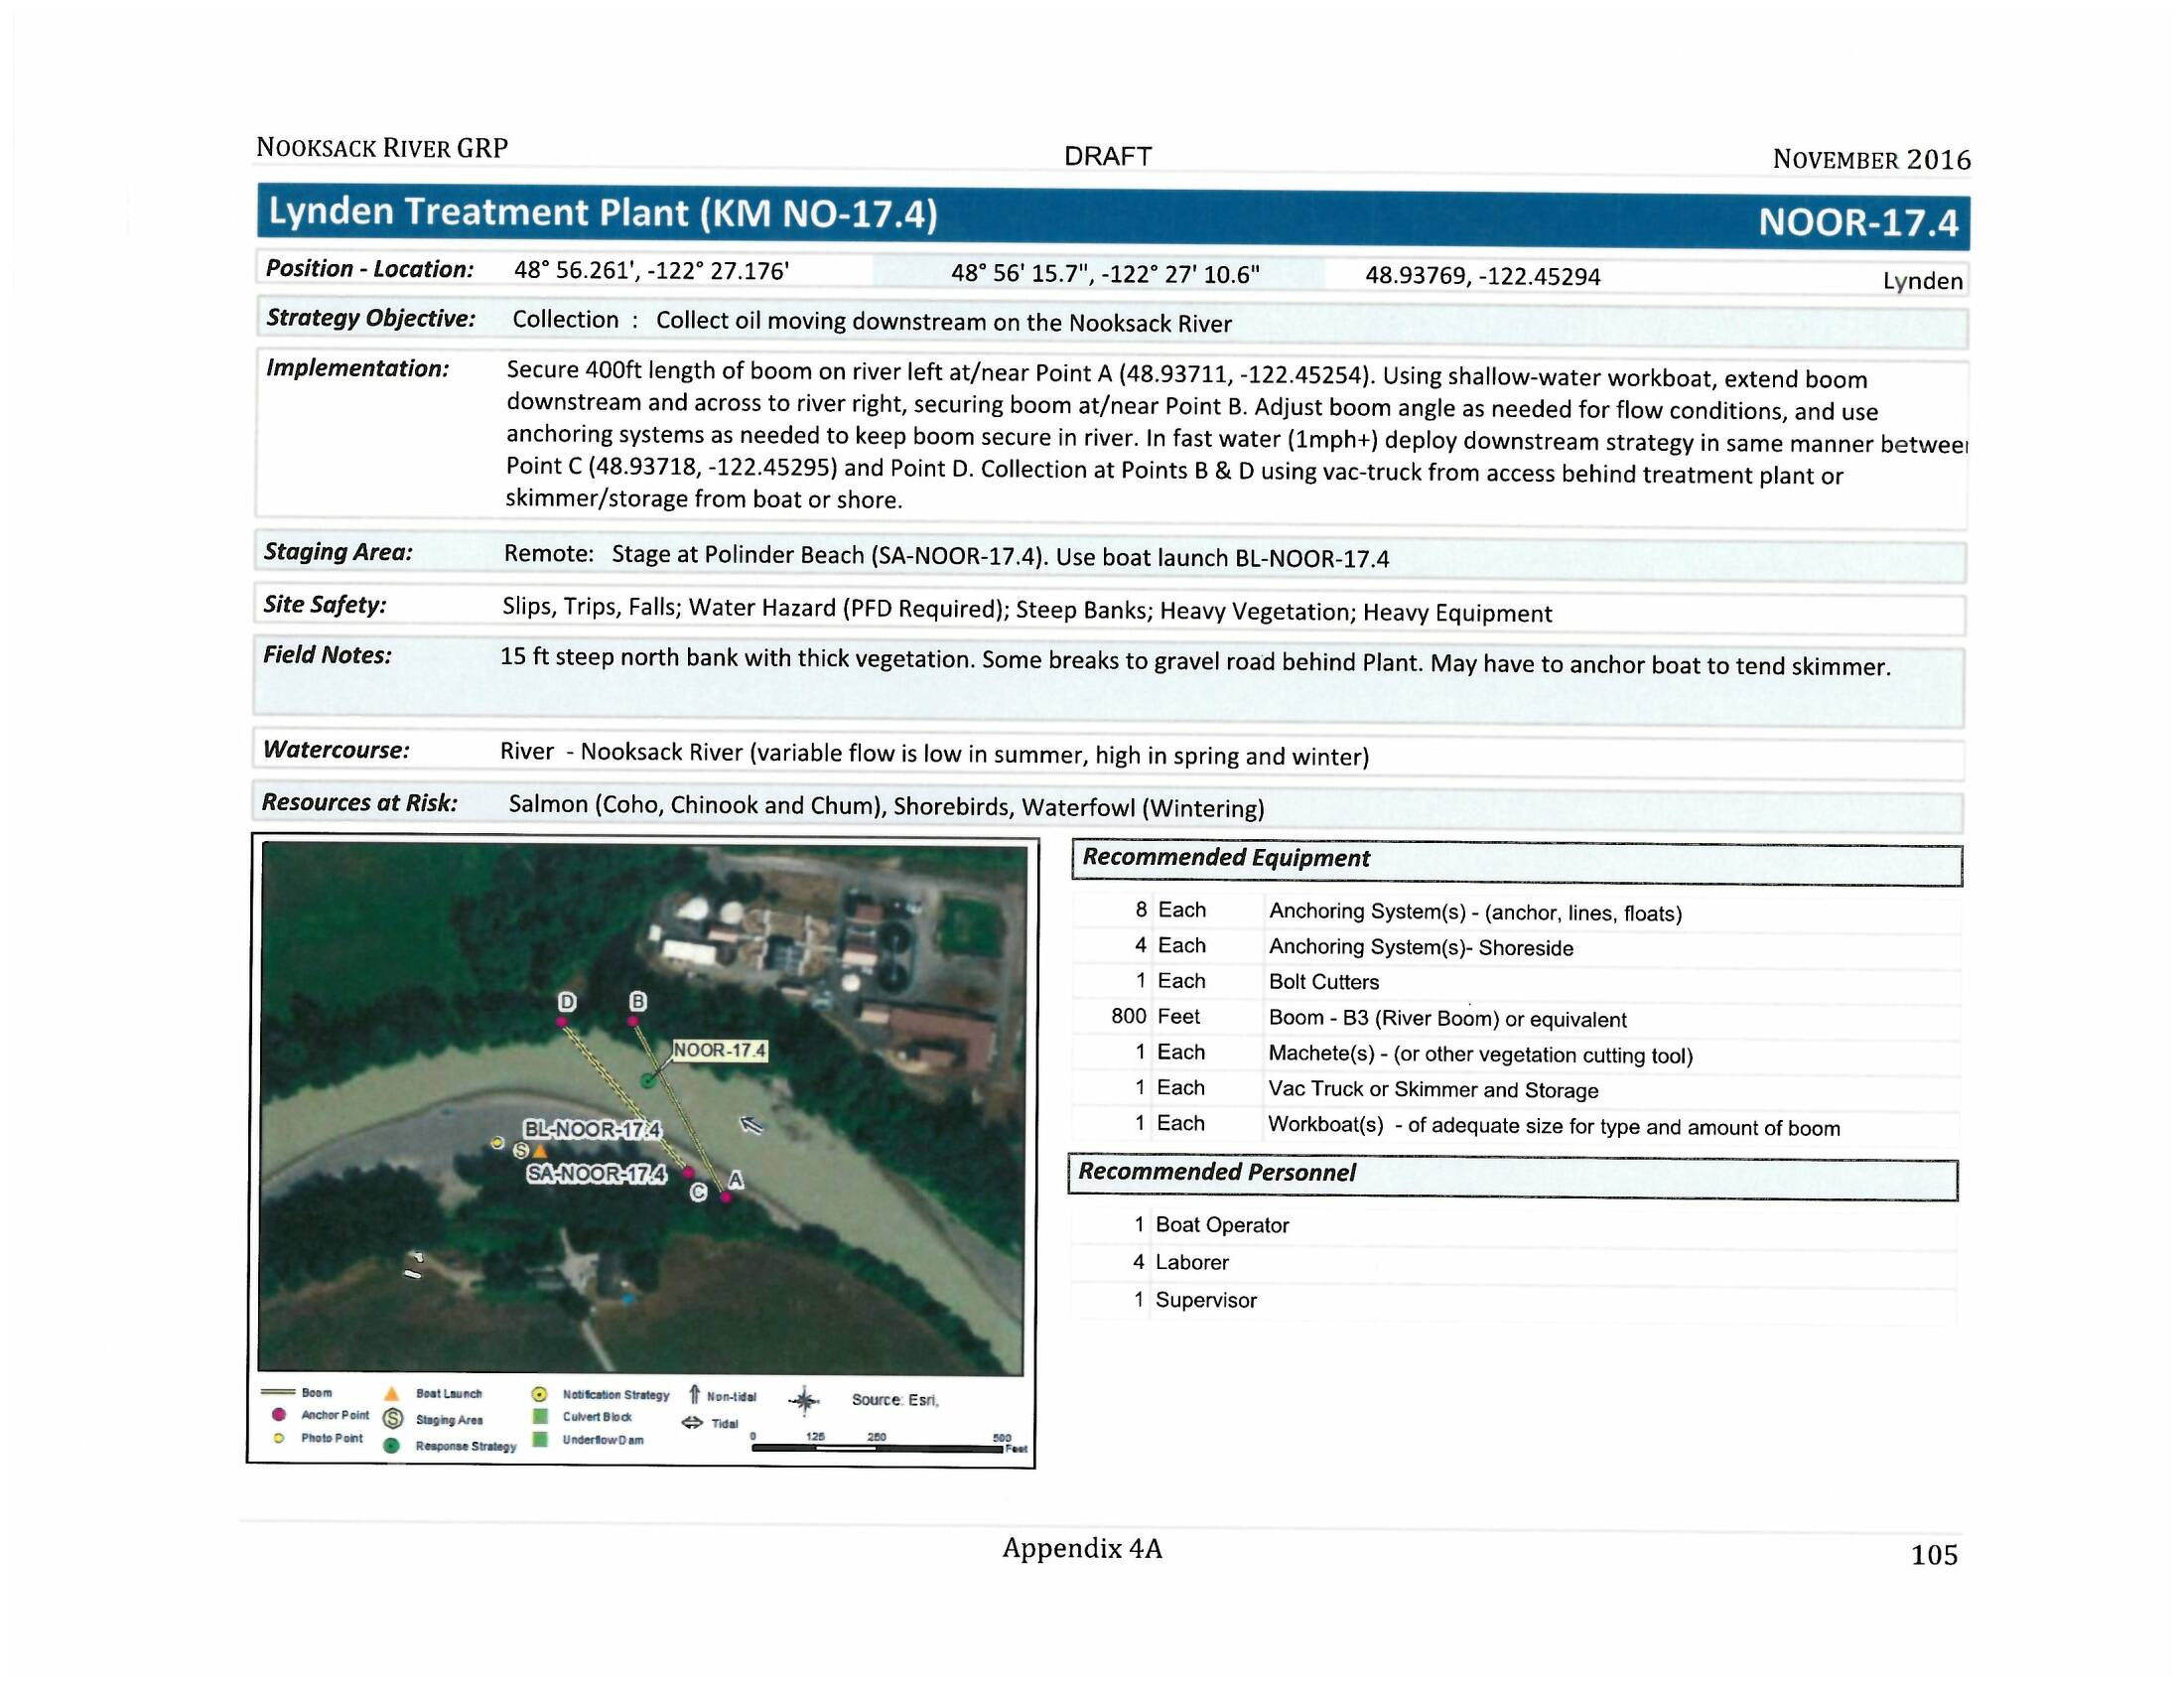 NOOKSACK RIVER GRP DRAFT NOVEMBER 2016
Lynden Treatment Plant (KM NO-17.4) NOOR-17.4
Position - Location: 48° 56.261', -122° 27.176' 48° 56' 15.7", -122° 27' 10.6" 48.93769, -122.45294 Lynden
Strategy Objective: Collection : Collect oil moving downstream on the Nooksack River
Implementation: Secure 400ft length of boom on river left at/near Point A (48.93711, -122.45254). Using shallow-water workboat, extend boom
downstream and across to river right, securing boom at/near Point B. Adjust boom angle as needed for flow conditions, and use
anchoring systems as needed to keep boom secure in river. In fast water (1mph+) deploy downstream strategy in same manner betwee
Point C (48.93718, -122.45295) and Point D. Collection at Points B & D using vac-truck from access behind treatment plant or
skimmer/storage from boat or shore.
Staging Area: Remote: Stage at Polinder Beach (SA-NOOR-17.4). Use boat launch BL-NOOR-17.4
Site Safety: Slips, Trips, Falls; Water Hazard (PFD Required); Steep Banks; Heavy Vegetation; Heavy Equipment
Field Notes: 15 ft steep north bank with thick vegetation. Some breaks to gravel road behind Plant. May have to anchor boat to tend skimmer.
Watercourse: River - Nooksack River (variable flow is low in summer, high in spring and winter)
Resources at Risk: Salmon (Coho, Chinook and Chum), Shorebirds, Waterfowl (Wintering)
D B
NOOR-17.4
BL-NOOR-17.4
S
SA-NOOR-17.4
C A
Boom Boat Launch Notification Strategy Non-tidal Source: Esri,
Anchor Point S Staging Area Culvert Block Tidal
Photo Point Response Strategy Underflow Dam
0 125 250 500
Feet
Recommended Equipment
8 Each Anchoring System(s) - (anchor, lines, floats)
4 Each Anchoring System(s)- Shoreside
1 Each Bolt Cutters
800 Feet Boom - B3 (River Boom) or equivalent
1 Each Machete(s) - (or other vegetation cutting tool)
1 Each Vac Truck or Skimmer and Storage
1 Each Workboat(s) - of adequate size for type and amount of boom
Recommended Personnel
1 Boat Operator
4 Laborer
1 Supervisor
Appendix 4A 105